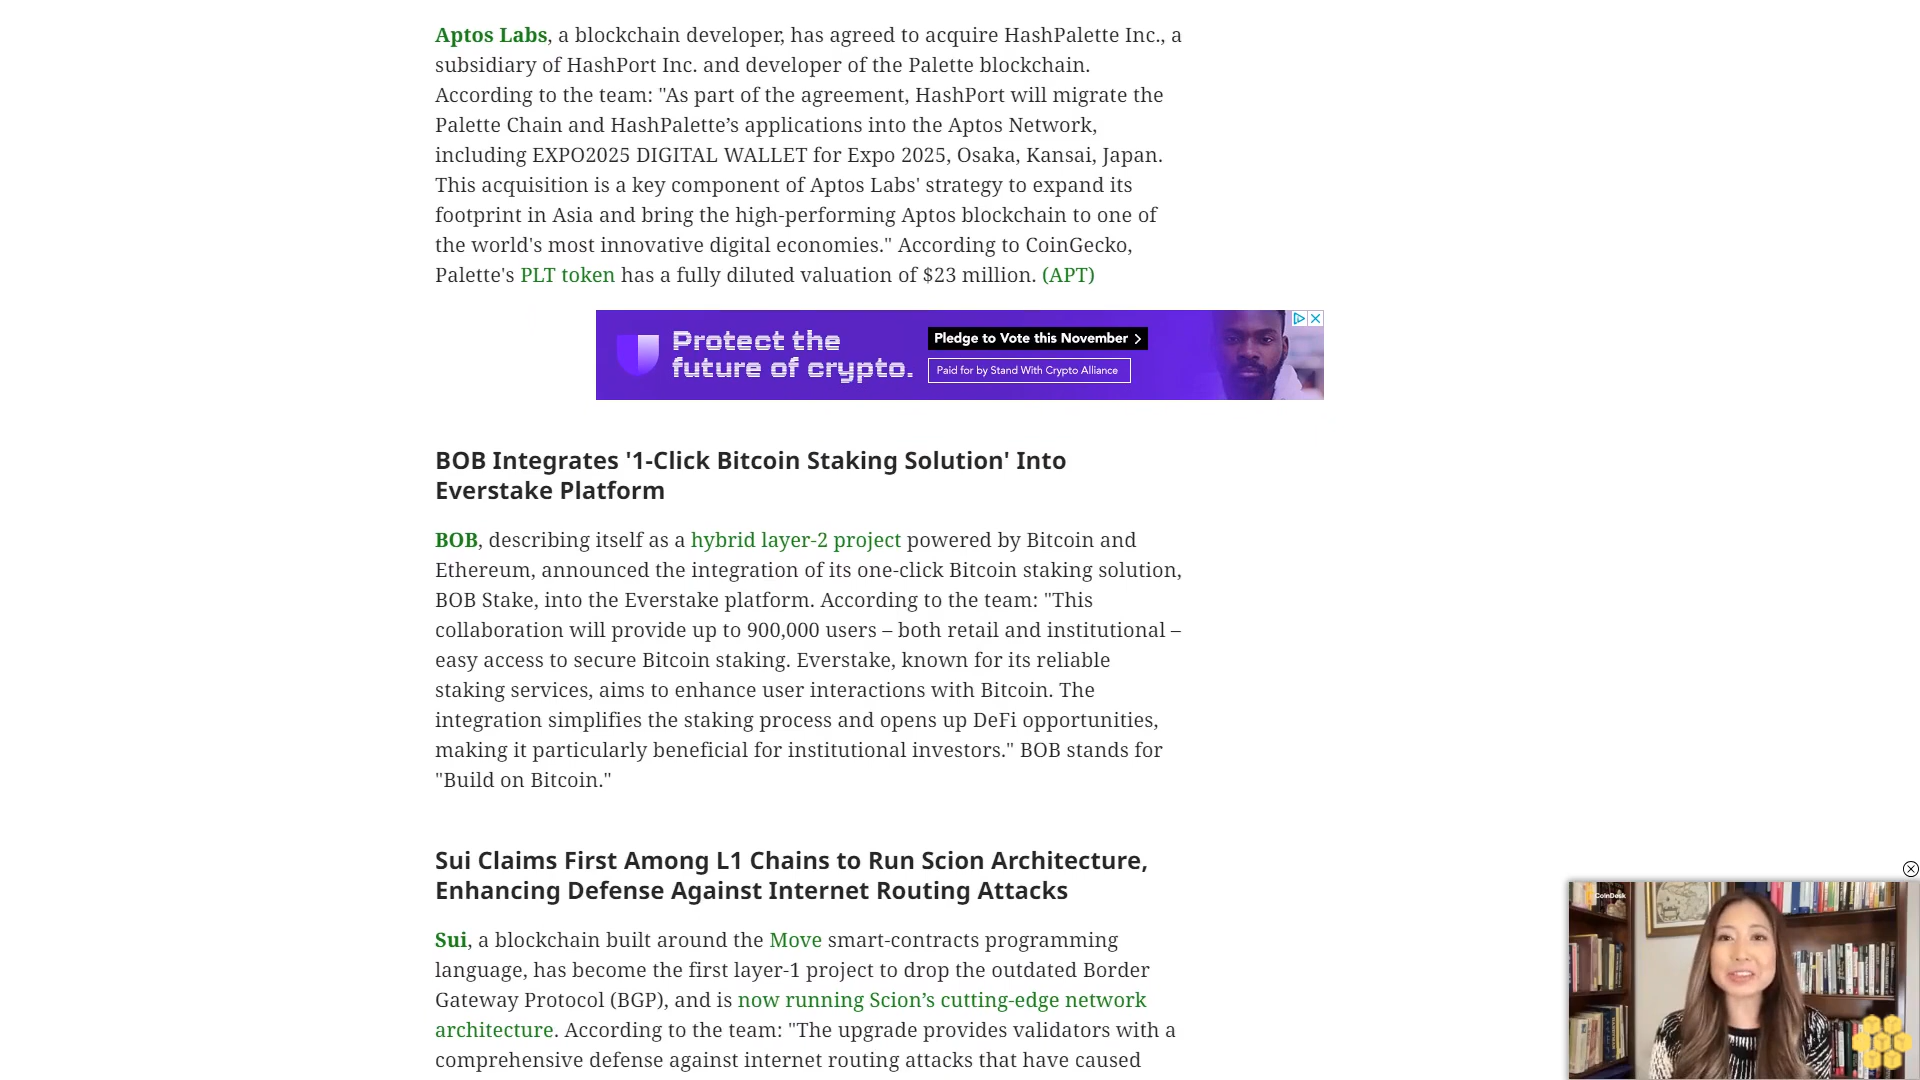 Aptos Labs, a blockchain developer, has agreed to acquire HashPalette Inc., a
subsidiary of HashPort Inc. and developer of the Palette blockchain.
According to the team: "As part of the agreement, HashPort will migrate the
Palette Chain and HashPalette’s applications into the Aptos Network,
including EXPO2025 DIGITAL WALLET for Expo 2025, Osaka, Kansai, Japan.
This acquisition is a key component of Aptos Labs' strategy to expand its
footprint in Asia and bring the high-performing Aptos blockchain to one of
the world's most innovative digital economies." According to CoinGecko,
Palette's PLT token has a fully diluted valuation of $23 million. (APT)
Protect the
future of crypto.
Pledge to Vote this November
Paid for by Stand With Crypto Alliance
BOB Integrates '1-Click Bitcoin Staking Solution' Into
Everstake Platform
BOB, describing itself as a hybrid layer-2 project powered by Bitcoin and
Ethereum, announced the integration of its one-click Bitcoin staking solution,
BOB Stake, into the Everstake platform. According to the team: "This
collaboration will provide up to 900,000 users – both retail and institutional –
easy access to secure Bitcoin staking. Everstake, known for its reliable
staking services, aims to enhance user interactions with Bitcoin. The
integration simplifies the staking process and opens up DeFi opportunities,
making it particularly beneficial for institutional investors." BOB stands for
"Build on Bitcoin."
Sui Claims First Among L1 Chains to Run Scion Architecture,
Enhancing Defense Against Internet Routing Attacks
Sui, a blockchain built around the Move smart-contracts programming
language, has become the first layer-1 project to drop the outdated Border
Gateway Protocol (BGP), and is now running Scion’s cutting-edge network
architecture. According to the team: "The upgrade provides validators with a
comprehensive defense against internet routing attacks that have caused
CoinDesk